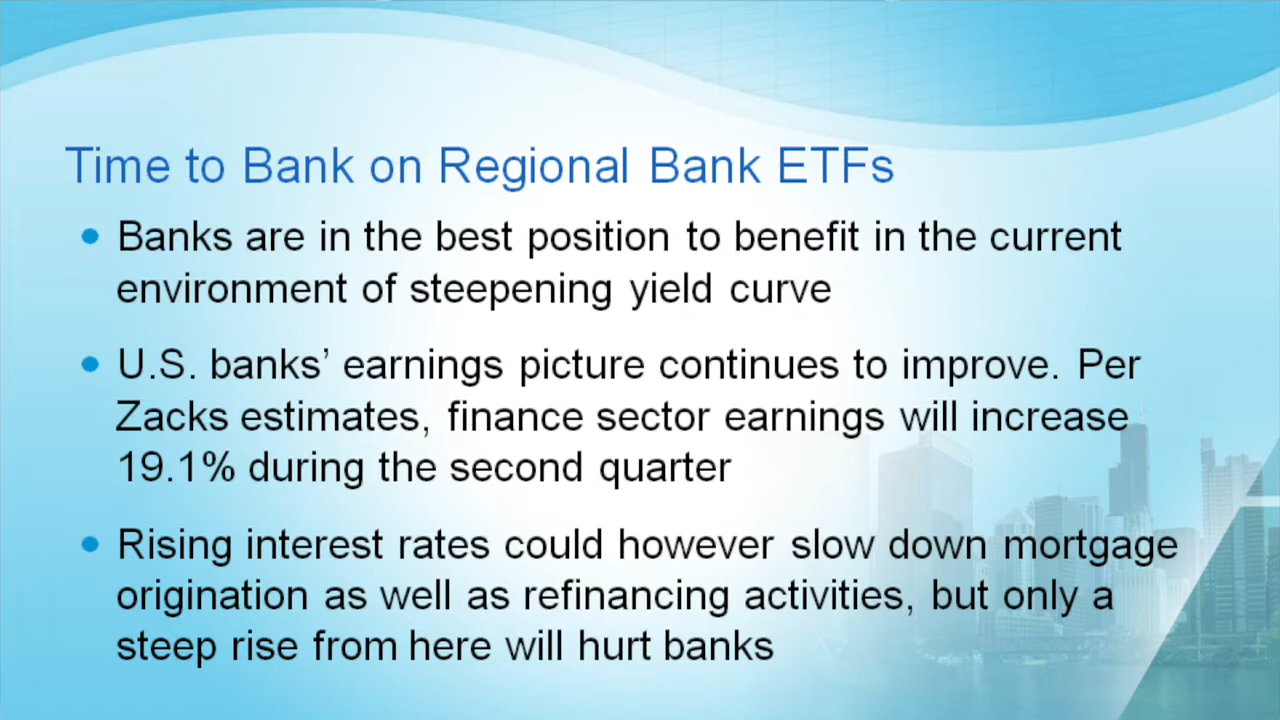 Time to Bank on Regional Bank ETFs
• Banks are in the best position to benefit in the current
environment of steepening yield curve
• U.S. banks’ earnings picture continues to improve. Per
Zacks estimates, finance sector earnings will increase
19.1% during the second quarter
• Rising interest rates could however slow down mortgage
origination as well as refinancing activities, but only a
steep rise from here will hurt banks